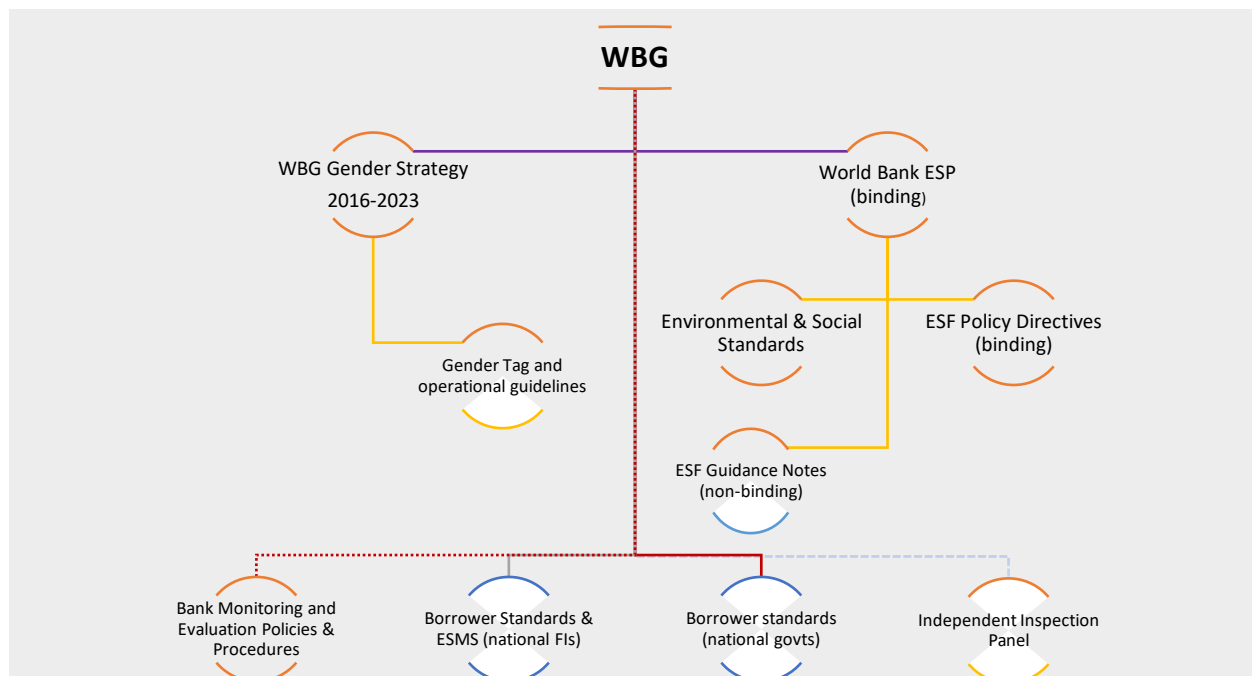 WBG
WBG Gender Strategy
2016-2023
World Bank ESP
(binding)
Environmental & Social
Standards
ESF Policy Directives
(binding)
Gender Tag and
operational guidelines
ESF Guidance Notes
(non-binding)
Bank Monitoring and
Evaluation Policies &
Procedures
Borrower Standards &
ESMS (national FIs)
Borrower standards
(national govts)
Independent Inspection
Panel